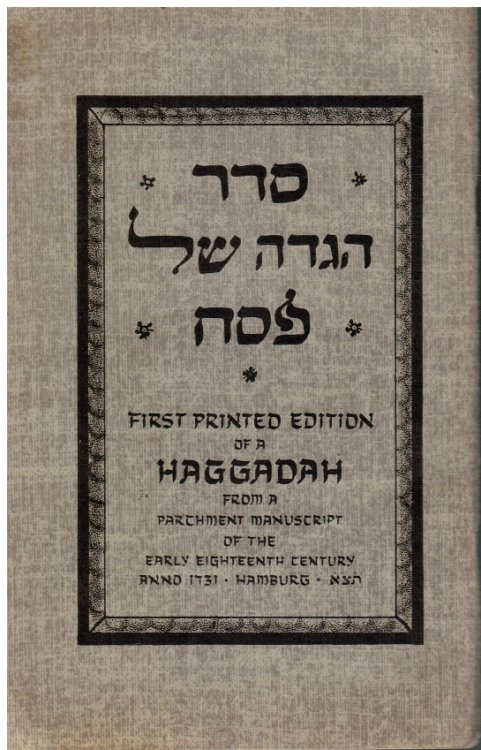 סדר
הגדה של
פסח
FIRST PRINTED EDITION
OF A
HAGGADAH
FROM A
PARCHMENT MANUSCRIPT
OF THE
EARLY EIGHTEENTH CENTURY
ANNO 1731 · HAMBURG · תצא